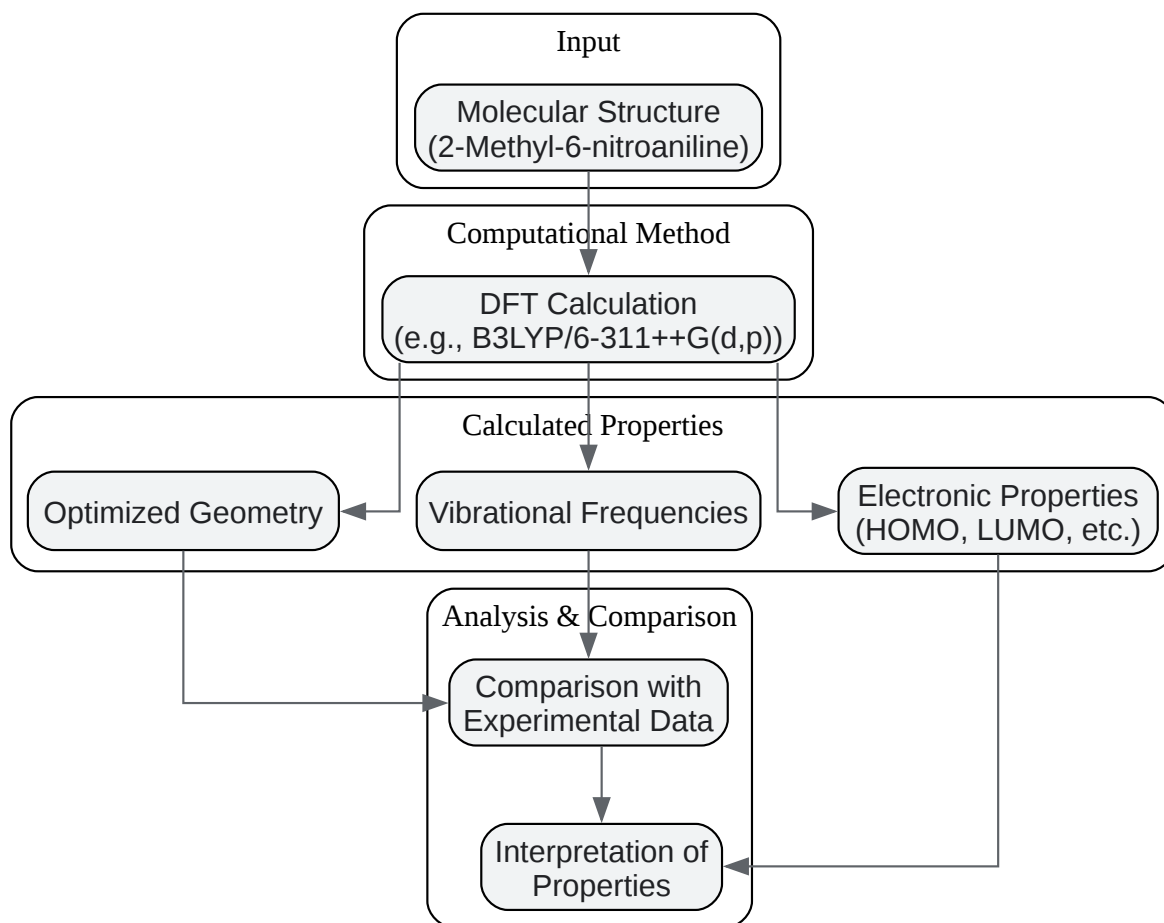 Input
Molecular Structure
(2-Methyl-6-nitroaniline)
Computational Method
DFT Calculation
(e.g., B3LYP/6-311++G(d,p))
Calculated Properties
Optimized Geometry
Vibrational Frequencies
Electronic Properties
(HOMO, LUMO, etc.)
Analysis & Comparison
Comparison with
Experimental Data
Interpretation of
Properties